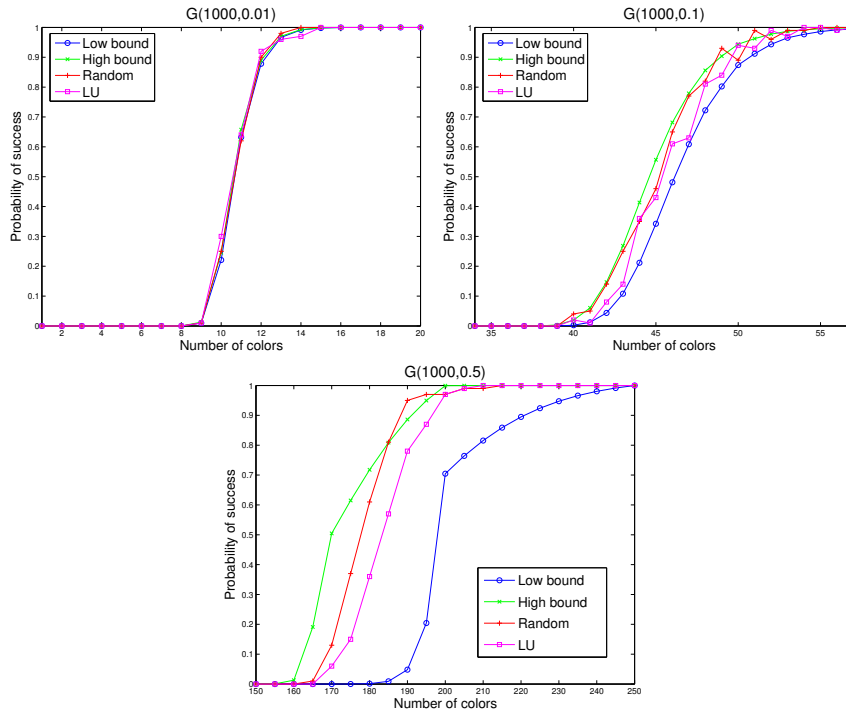 G(1000,0.01)
Low bound
High bound
Random
LU
Probability of success
1
0.9
0.8
0.7
0.6
0.5
0.4
0.3
0.2
0.1
0
2 4 6 8 10 12 14 16 18 20
Number of colors
G(1000,0.1)
Low bound
High bound
Random
LU
Probability of success
1
0.9
0.8
0.7
0.6
0.5
0.4
0.3
0.2
0.1
0
35 40 45 50 55
Number of colors
G(1000,0.5)
Low bound
High bound
Random
LU
Probability of success
1
0.9
0.8
0.7
0.6
0.5
0.4
0.3
0.2
0.1
0
150 160 170 180 190 200 210 220 230 240 250
Number of colors